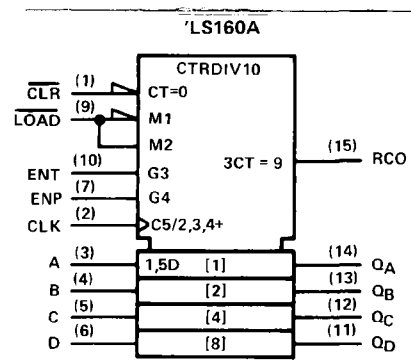 'LS160A
CTRDIV10
CLR (1) CT=0
LOAD (9) M1
M2
ENT (10) G3 3CT = 9 (15) RCO
ENP (7) G4
CLK (2) C5/2,3,4+
A (3) 1,5D [1] (14) QA
B (4) [2] (13) QB
C (5) [4] (12) QC
D (6) [8] (11) QD